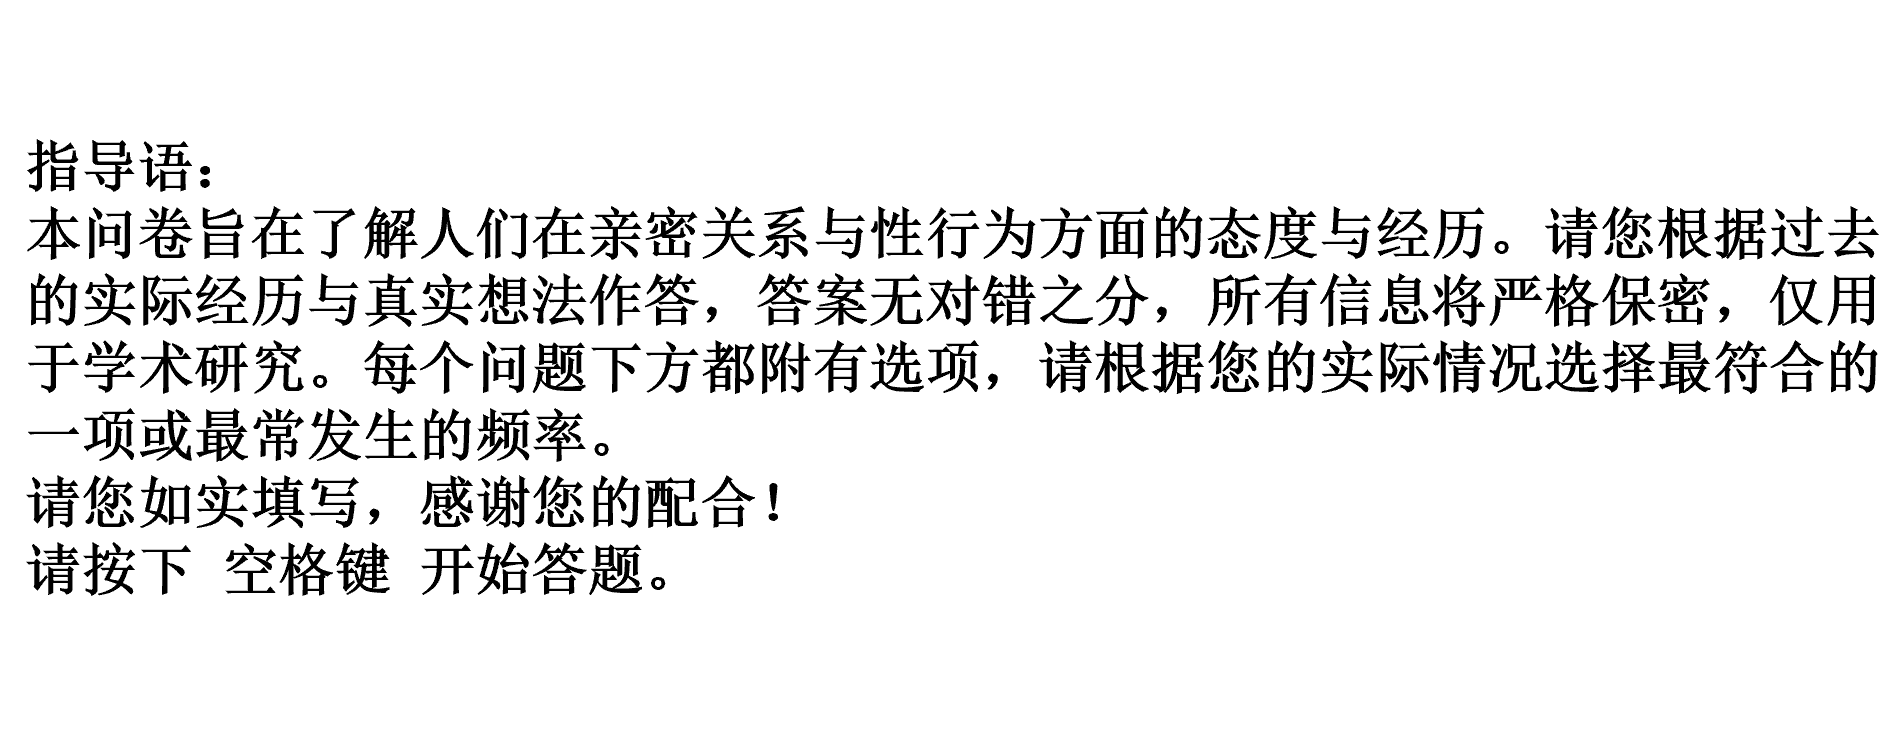 指导语：
本问卷旨在了解人们在亲密关系与性行为方面的态度与经历。请您根据过去
的实际经历与真实想法作答，答案无对错之分，所有信息将严格保密，仅用
于学术研究。每个问题下方都附有选项，请根据您的实际情况选择最符合的
一项或最常发生的频率。
请您如实填写，感谢您的配合！
请按下 空格键 开始答题。